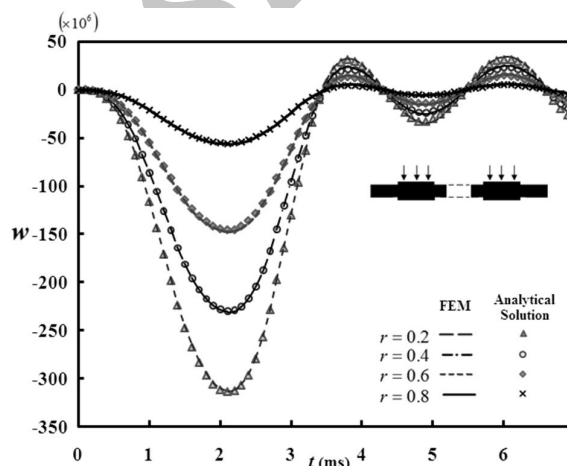 (×10⁶)
50
0
-50
-100
-150
-200
-250
-300
-350
w
0 1 2 3 4 5 6
t (ms)
FEM Analytical Solution
r = 0.2
r = 0.4
r = 0.6
r = 0.8